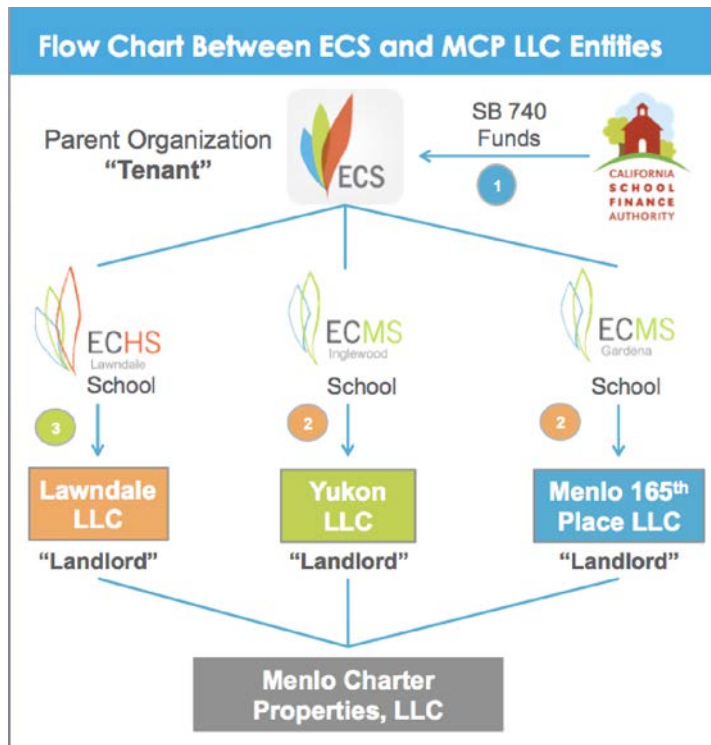 Flow Chart Between ECS and MCP LLC Entities
Parent Organization
“Tenant”
ECS
SB 740
Funds
1
CALIFORNIA
SCHOOL
FINANCE
AUTHORITY
ECHS
Lawndale
School
ECMS
Inglewood
School
ECMS
Gardena
School
3
2
2
Lawndale
LLC
Yukon
LLC
Menlo 165th
Place LLC
“Landlord”
“Landlord”
“Landlord”
Menlo Charter
Properties, LLC